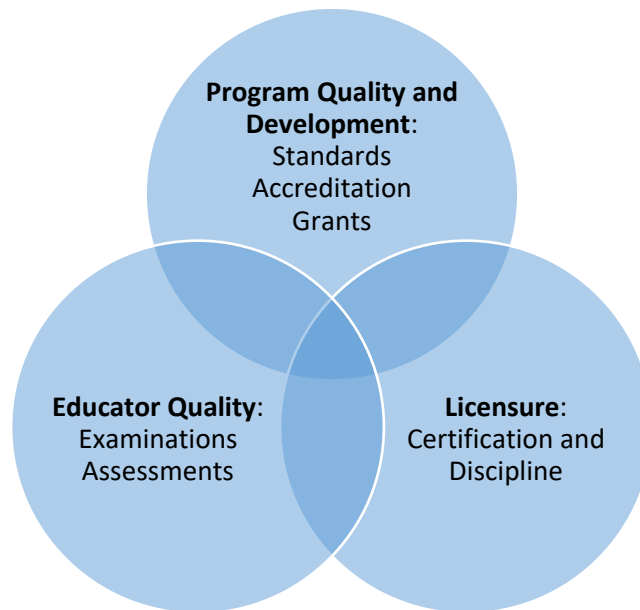 Program Quality and
Development:
Standards
Accreditation
Grants
Educator Quality:
Examinations
Assessments
Licensure:
Certification and
Discipline